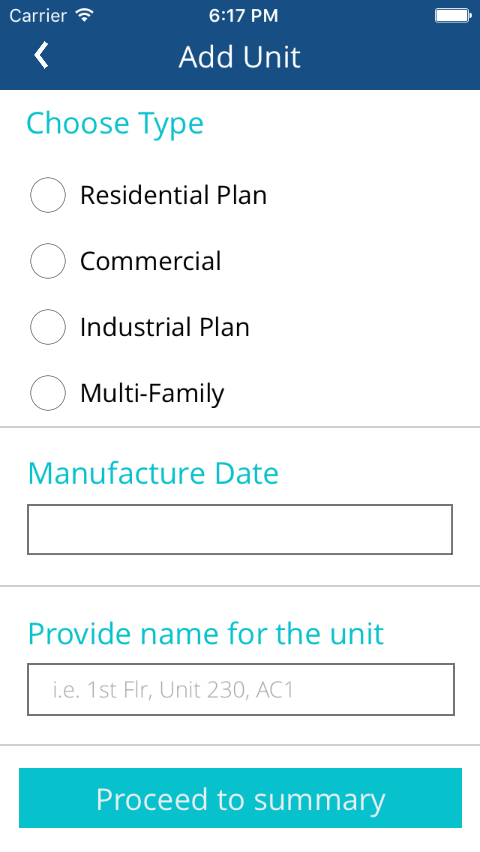 Carrier 6:17 PM
Add Unit
Choose Type
Residential Plan
Commercial
Industrial Plan
Multi-Family
Manufacture Date
Provide name for the unit
i.e. 1st Flr, Unit 230, AC1
Proceed to summary